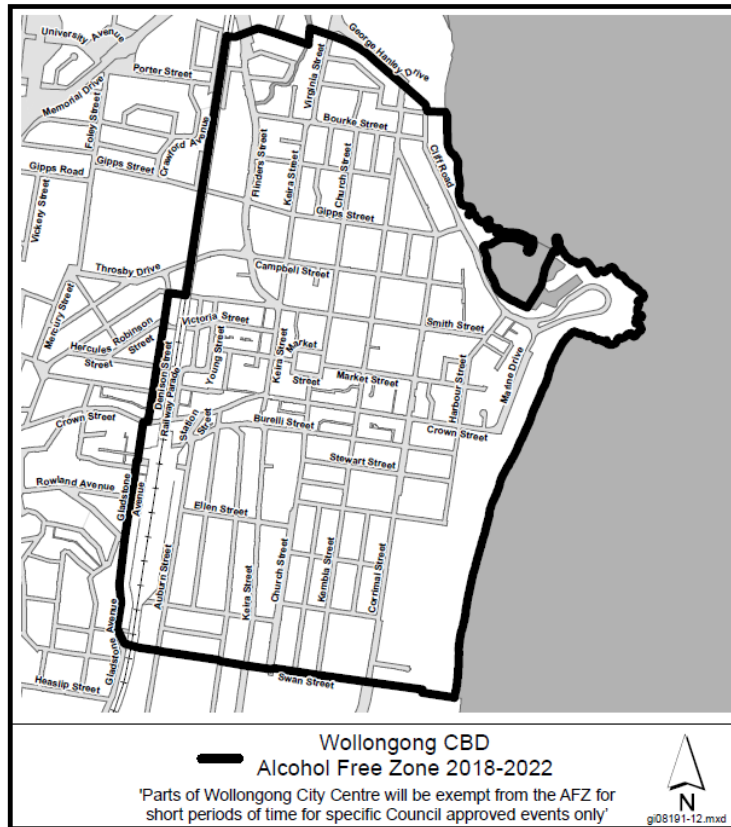 University Avenue
George Hanley Drive
Virginia Street
Porter Street
Memorial Drive
Foley Street
Bourke Street
Crawford Avenue
Flinders Street
Cliff Road
Gipps Road
Gipps Street
Keira Street
Church Street
Vickery Street
Gipps Street
Throsby Drive
Campbell Street
Mercury Street
Victoria Street
Smith Street
Hercules Street
Robinson Street
Young Street
Keira Street
Market
Street
Market Street
Harbour Street
Marine Drive
Denison Street
Railway Parade
Station Street
Crown Street
Burelli Street
Crown Street
Stewart Street
Rowland Avenue
Gladstone Avenue
Ellen Street
Auburn Street
Keira Street
Church Street
Kembla Street
Corrimal Street
Gladstone Avenue
Heaslip Street
Swan Street
Wollongong CBD
Alcohol Free Zone 2018-2022
'Parts of Wollongong City Centre will be exempt from the AFZ for
short periods of time for specific Council approved events only'
N
gi08191-12.mxd